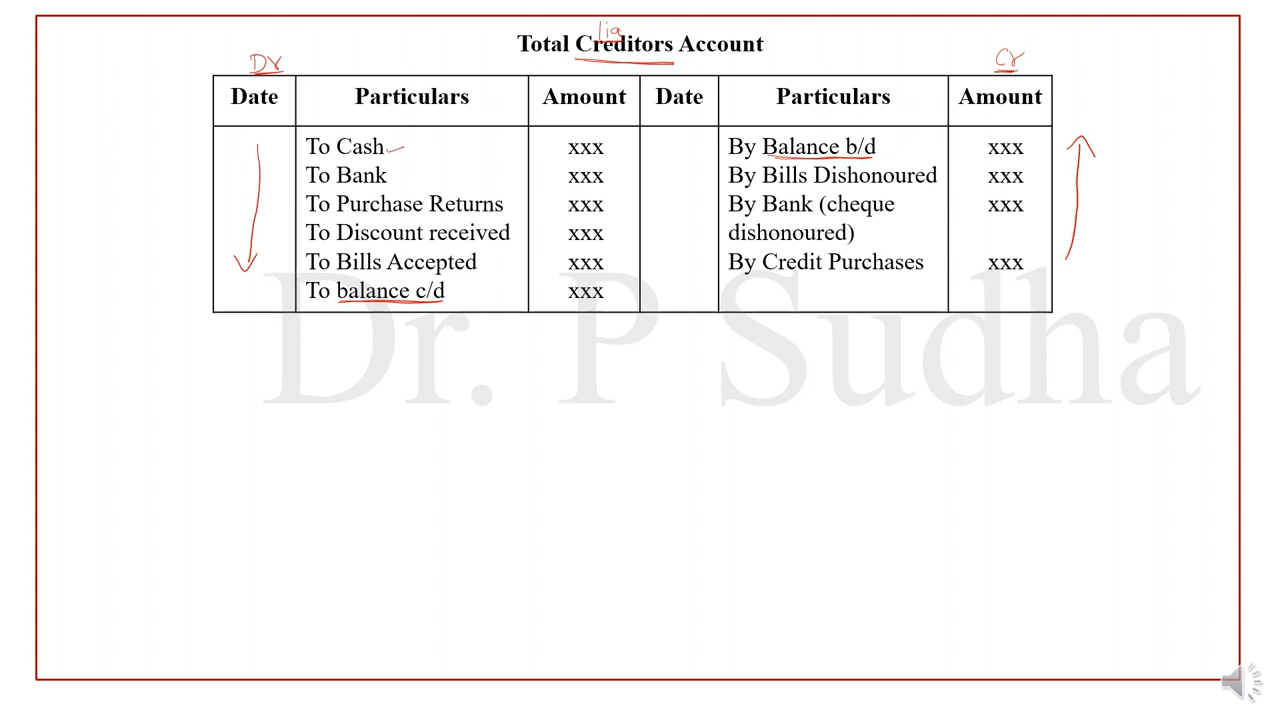 lia
Total Creditors Account
Dr
Cr
Date Particulars Amount Date Particulars Amount
To Cash xxx By Balance b/d xxx
To Bank xxx By Bills Dishonoured xxx
To Purchase Returns xxx By Bank (cheque xxx
To Discount received xxx dishonoured)
To Bills Accepted xxx By Credit Purchases xxx
To balance c/d xxx
Dr. P Sudha